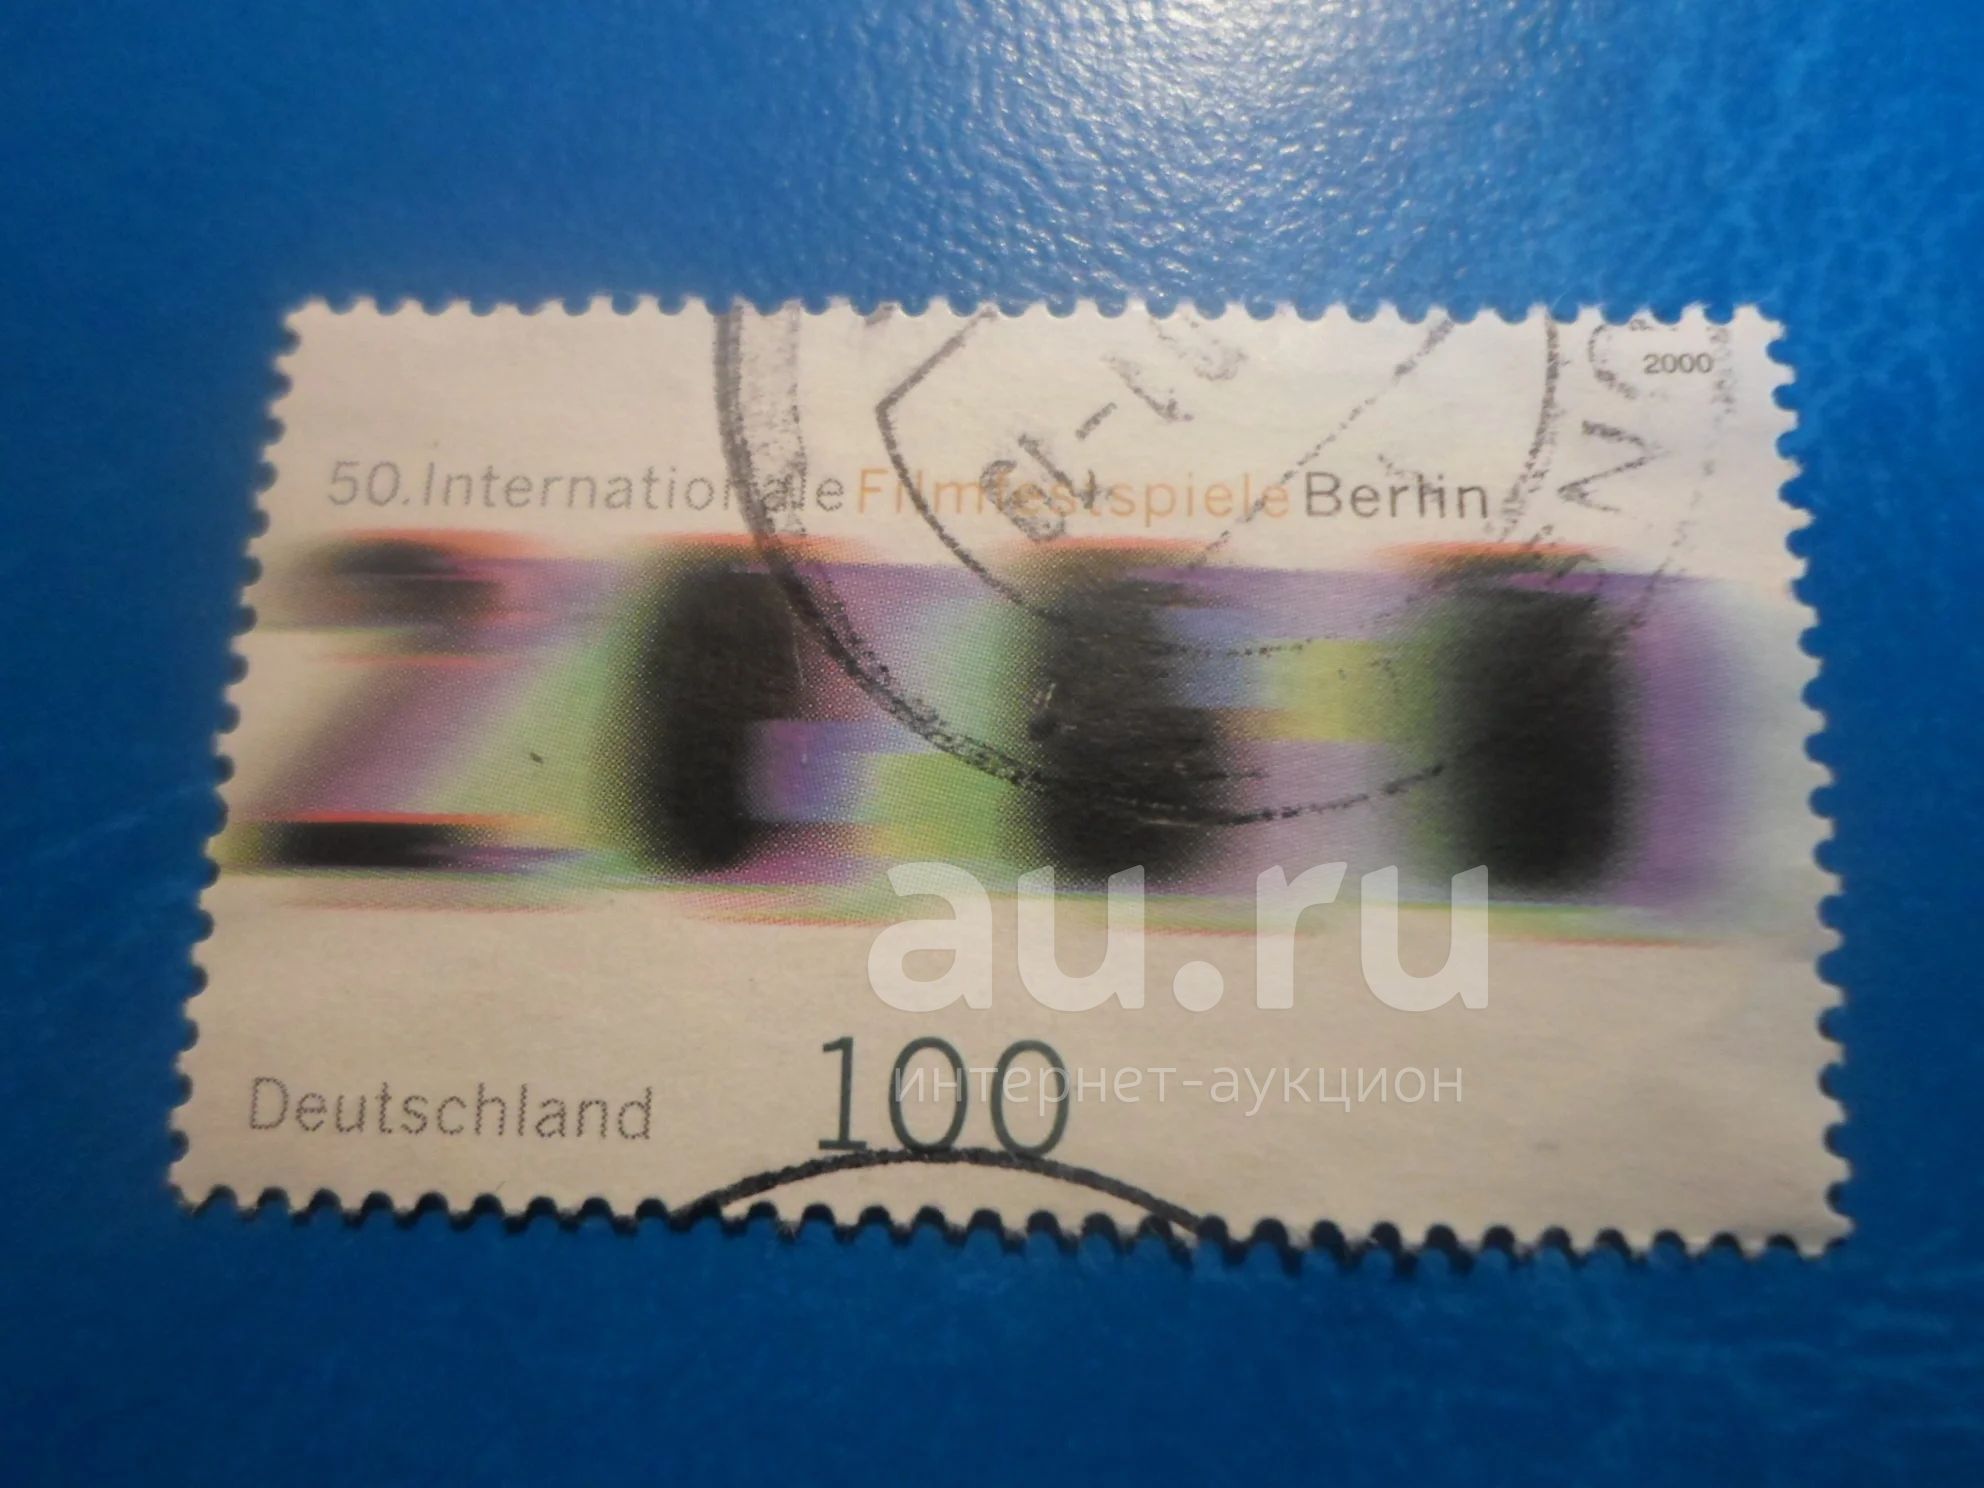 2000
50.Internationale Filmfestspiele Berlin
au.ru
100
интернет-аукцион
Deutschland